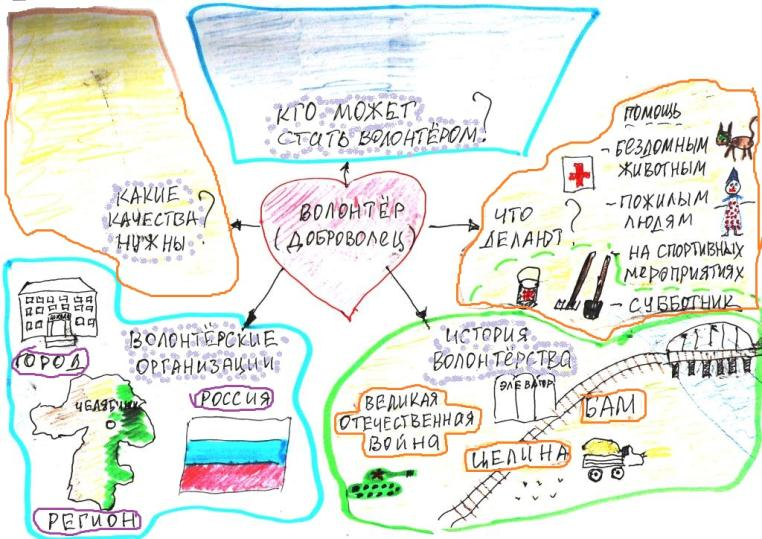 КТО МОЖЕТ
СТАТЬ ВОЛОНТЁРОМ?
КАКИЕ
КАЧЕСТВА
НУЖНЫ?
ВОЛОНТЁР
(ДОБРОВОЛЕЦ)
ЧТО
ДЕЛАЮТ?
ПОМОЩЬ
- БЕЗДОМНЫМ
ЖИВОТНЫМ
- ПОЖИЛЫМ
ЛЮДЯМ
- НА СПОРТИВНЫХ
МЕРОПРИЯТИЯХ
- СУББОТНИК
ВОЛОНТЁРСКИЕ
ОРГАНИЗАЦИИ
ГОРОД
РОССИЯ
ЧЕЛЯБИНСК
РЕГИОН
ИСТОРИЯ
ВОЛОНТЁРСТВА
ЭЛЕВАТОР
ВЕЛИКАЯ
ОТЕЧЕСТВЕННАЯ
ВОЙНА
БАМ
ЦЕЛИНА